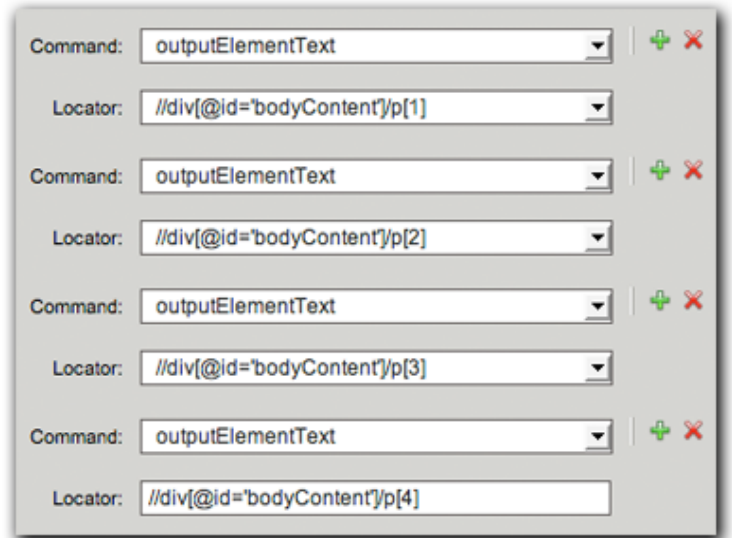 Command: outputElementText
Locator: //div[@id='bodyContent']/p[1]
Command: outputElementText
Locator: //div[@id='bodyContent']/p[2]
Command: outputElementText
Locator: //div[@id='bodyContent']/p[3]
Command: outputElementText
Locator: //div[@id='bodyContent']/p[4]